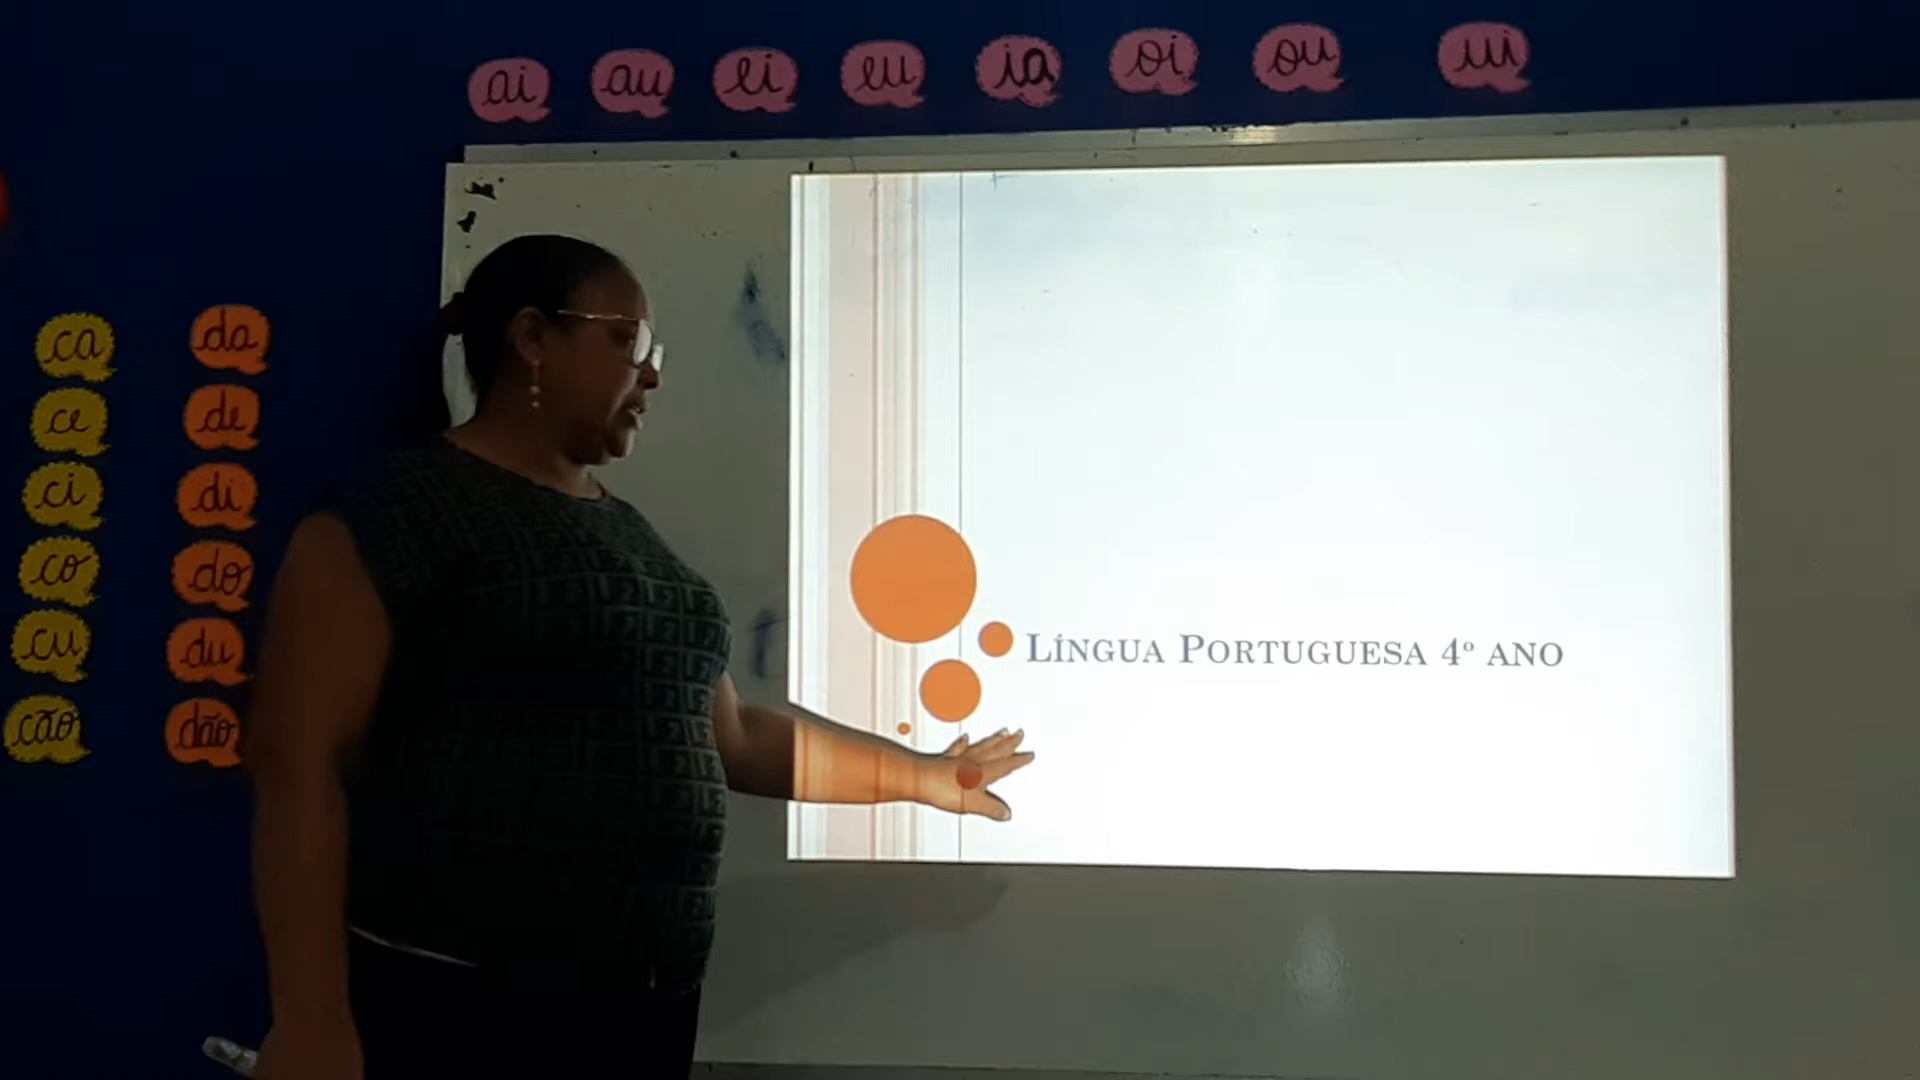 ai au ei eu ia oi ou ui
ca da
ce de
ci di
co do
cu du
cão dão
Língua Portuguesa 4º ano